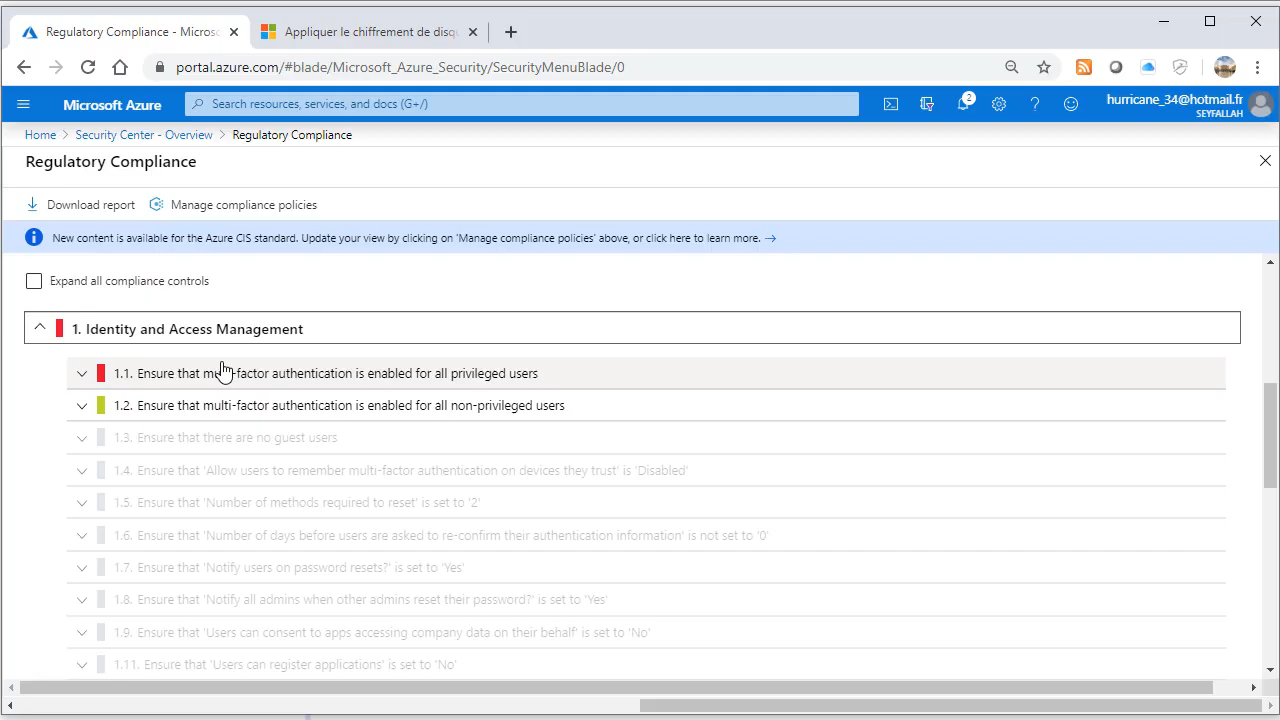 Regulatory Compliance - Micros
Appliquer le chiffrement de disq
portal.azure.com/#blade/Microsoft_Azure_Security/SecurityMenuBlade/0
Microsoft Azure
Search resources, services, and docs (G+/)
2
hurricane_34@hotmail.fr
SEYFALLAH
Home > Security Center - Overview > Regulatory Compliance
Regulatory Compliance
Download report
Manage compliance policies
New content is available for the Azure CIS standard. Update your view by clicking on 'Manage compliance policies' above, or click here to learn more. →
Expand all compliance controls
1. Identity and Access Management
1.1. Ensure that multi-factor authentication is enabled for all privileged users
1.2. Ensure that multi-factor authentication is enabled for all non-privileged users
1.3. Ensure that there are no guest users
1.4. Ensure that 'Allow users to remember multi-factor authentication on devices they trust' is 'Disabled'
1.5. Ensure that 'Number of methods required to reset' is set to '2'
1.6. Ensure that 'Number of days before users are asked to re-confirm their authentication information' is not set to '0'
1.7. Ensure that 'Notify users on password resets?' is set to 'Yes'
1.8. Ensure that 'Notify all admins when other admins reset their password?' is set to 'Yes'
1.9. Ensure that 'Users can consent to apps accessing company data on their behalf' is set to 'No'
1.11. Ensure that 'Users can register applications' is set to 'No'